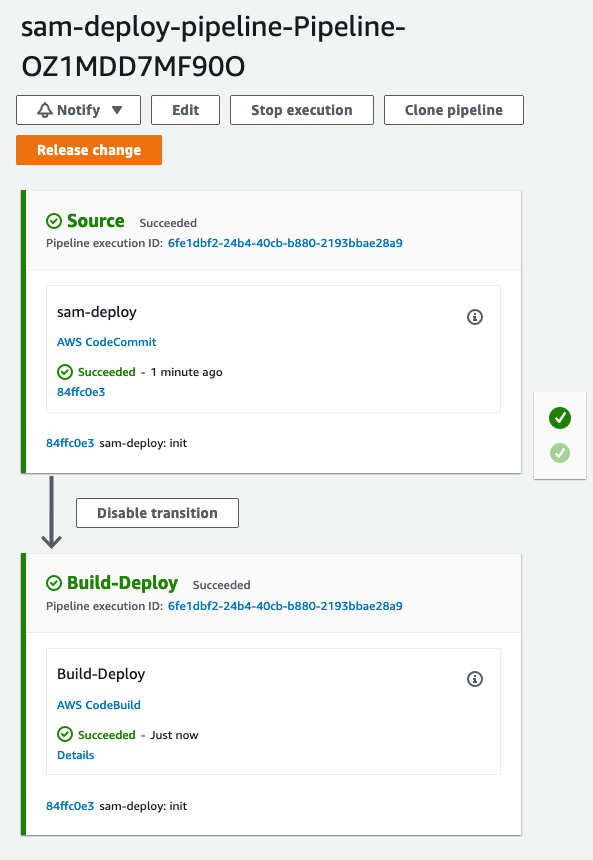 sam-deploy-pipeline-Pipeline-
OZ1MDD7MF90O
Notify
Edit
Stop execution
Clone pipeline
Release change
Source Succeeded
Pipeline execution ID: 6fe1dbf2-24b4-40cb-b880-2193bbae28a9
sam-deploy
AWS CodeCommit
Succeeded - 1 minute ago
84ffc0e3
84ffc0e3 sam-deploy: init
Disable transition
Build-Deploy Succeeded
Pipeline execution ID: 6fe1dbf2-24b4-40cb-b880-2193bbae28a9
Build-Deploy
AWS CodeBuild
Succeeded - Just now
Details
84ffc0e3 sam-deploy: init